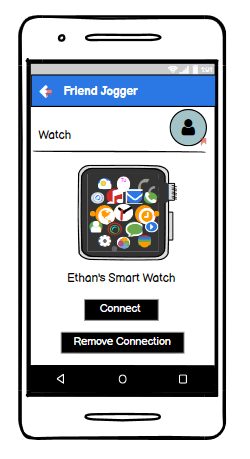 Friend Jogger
Watch
Ethan's Smart Watch
Connect
Remove Connection